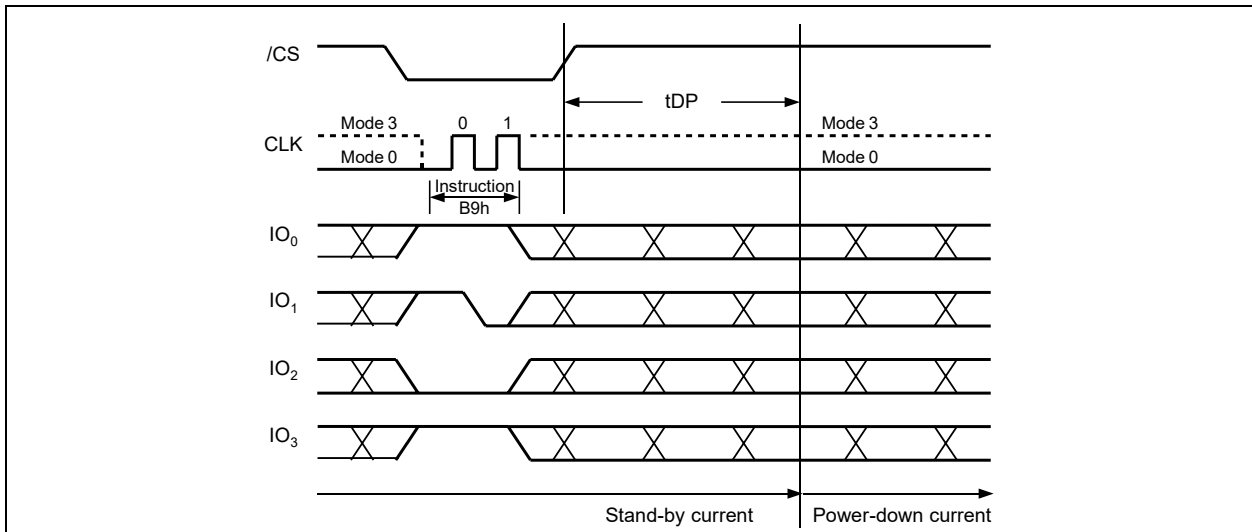 /CS
tDP
Mode 3 0 1 Mode 3
CLK
Mode 0 Mode 0
Instruction
B9h
IO0
IO1
IO2
IO3
Stand-by current Power-down current